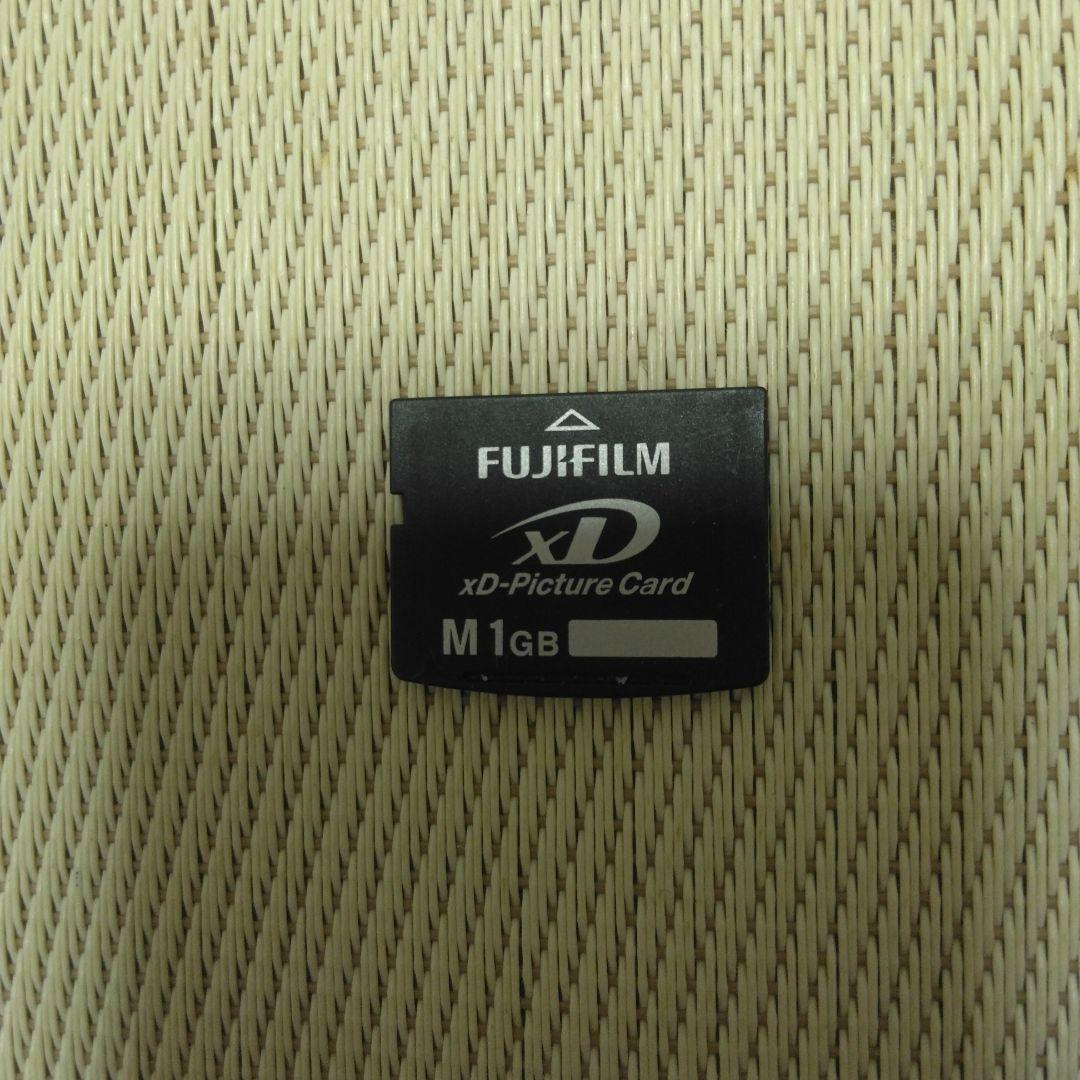 FUJIFILM
xD
xD-Picture Card
M 1GB